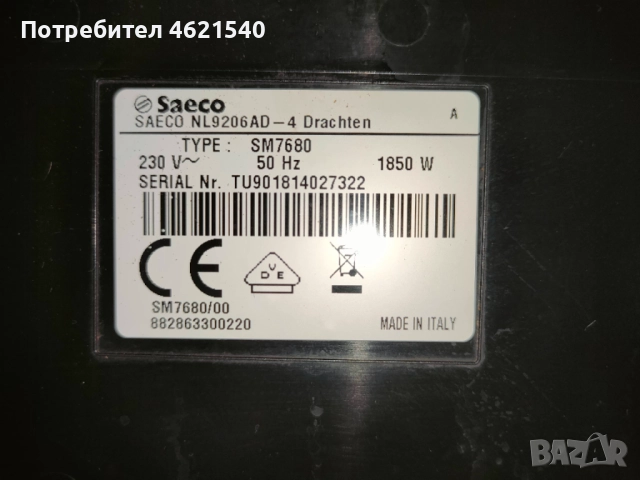 Потребител 4621540
Saeco
A
SAECO NL9206AD-4 Drachten
TYPE : SM7680
230 V~ 50 Hz 1850 W
SERIAL Nr. TU901814027322
CE
D V E
SM7680/00
882863300220
MADE IN ITALY
BAZAR